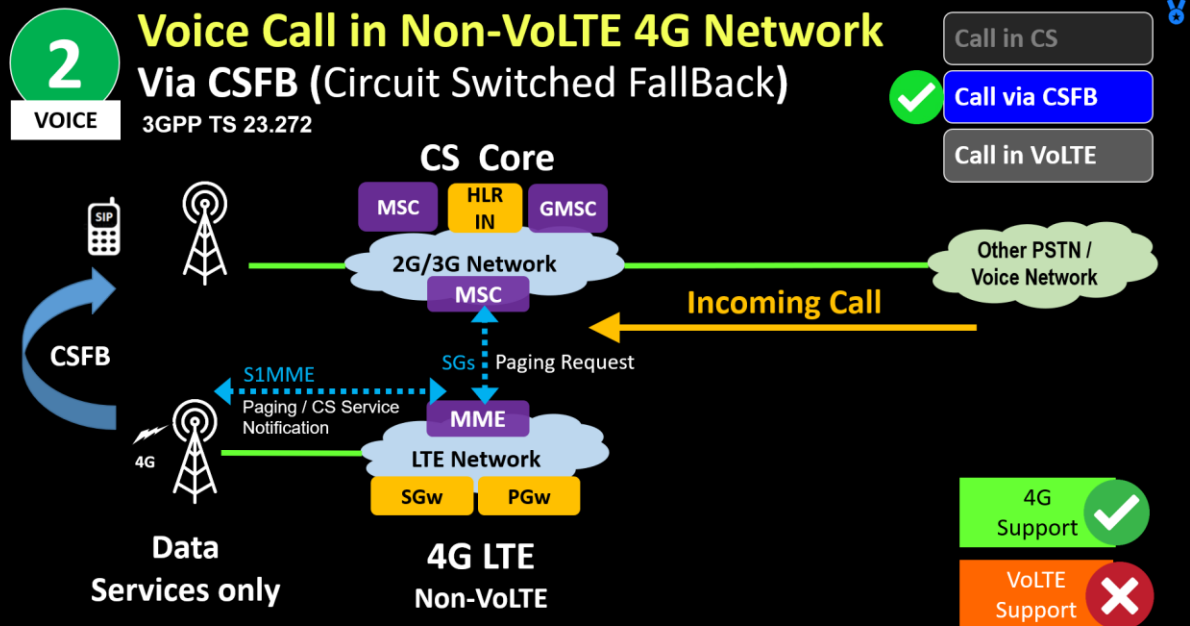 2
VOICE
Voice Call in Non-VoLTE 4G Network
Via CSFB (Circuit Switched FallBack)
3GPP TS 23.272
Call in CS
Call via CSFB
Call in VoLTE
CS Core
MSC
HLR
IN
GMSC
SIP
2G/3G Network
MSC
Other PSTN /
Voice Network
Incoming Call
CSFB
SGs
Paging Request
S1MME
Paging / CS Service
Notification
MME
4G
LTE Network
SGw
PGw
Data
Services only
4G LTE
Non-VoLTE
4G
Support
VoLTE
Support